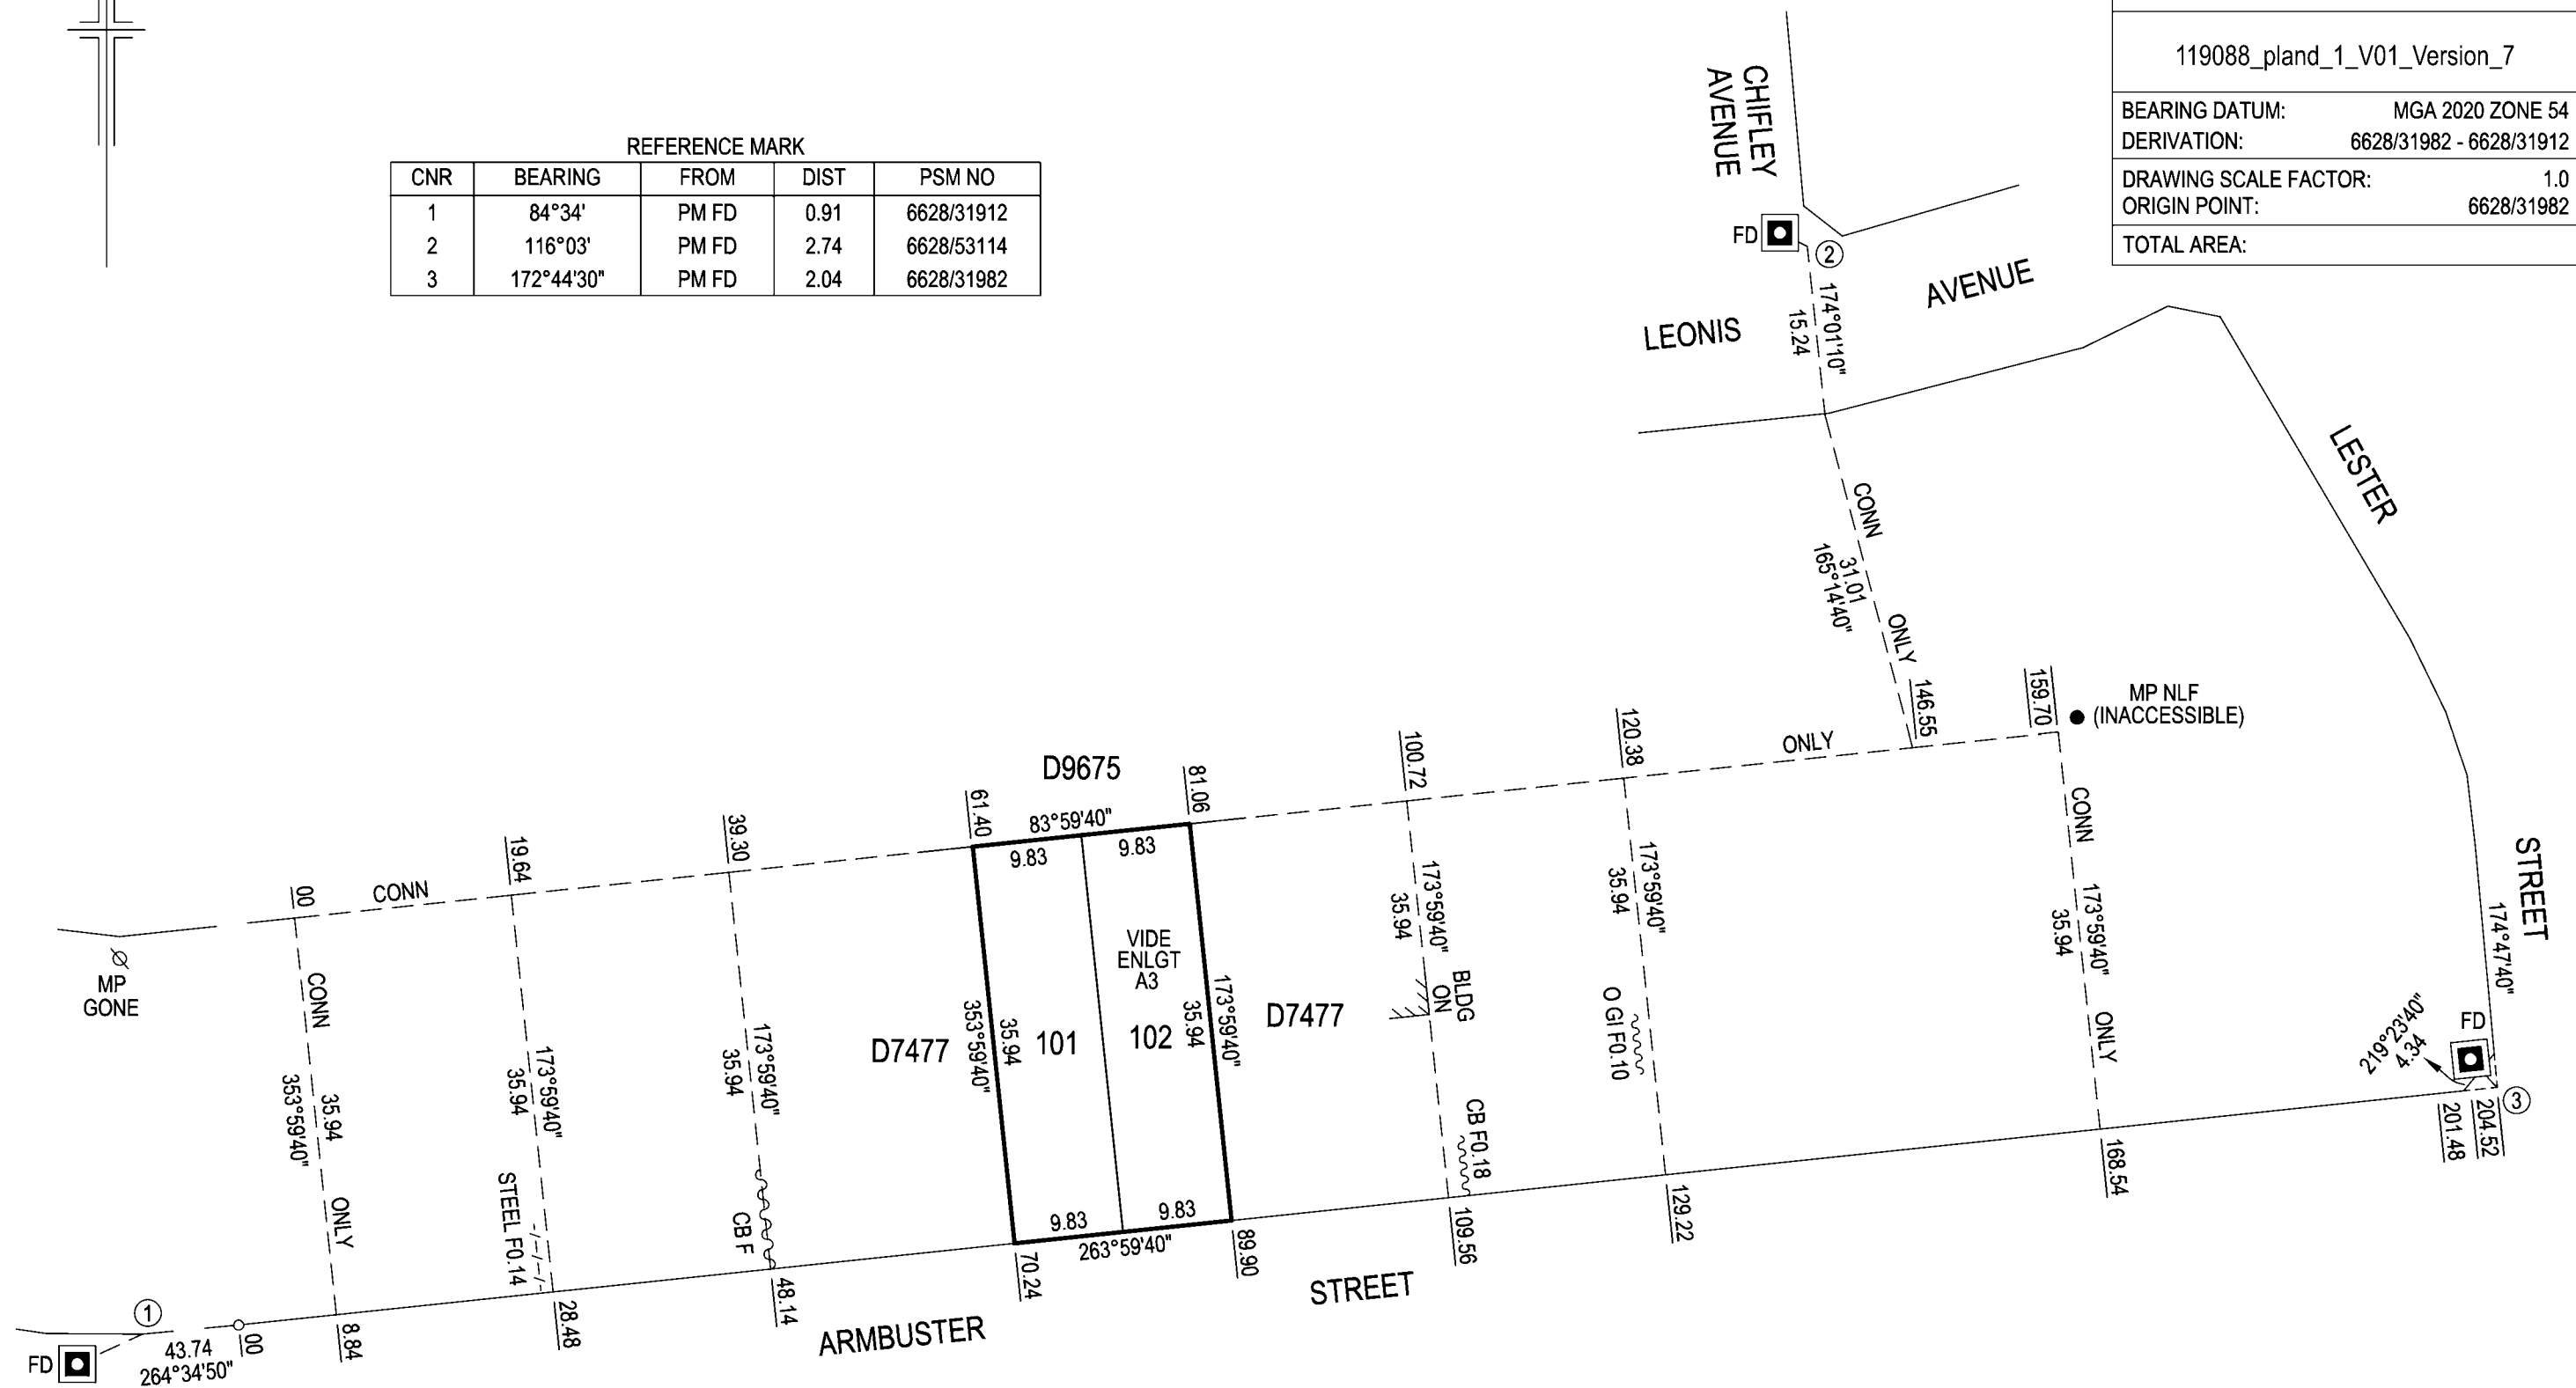 119088_pland_1_V01_Version_7
BEARING DATUM: MGA 2020 ZONE 54
DERIVATION: 6628/31982 - 6628/31912
DRAWING SCALE FACTOR: 1.0
ORIGIN POINT: 6628/31982
TOTAL AREA:
REFERENCE MARK
CNR BEARING FROM DIST PSM NO
1 84°34' PM FD 0.91 6628/31912
2 116°03' PM FD 2.74 6628/53114
3 172°44'30" PM FD 2.04 6628/31982
CHIFLEY
AVENUE
FD
2
LEONIS
AVENUE
174°01'10"
15.24
LESTER
STREET
CONN
31.01
165°14'40"
ONLY
146.55
159.70
MP NLF
(INACCESSIBLE)
ONLY
120.38
100.72
81.06
D9675
61.40
83°59'40"
9.83
9.83
39.30
19.64
CONN
00
MP
GONE
CONN
35.94
353°59'40"
ONLY
173°59'40"
35.94
STEEL F0.14
173°59'40"
35.94
CB F
D7477
353°59'40"
35.94
101
VIDE
ENLGT
A3
102
35.94
173°59'40"
D7477
173°59'40"
35.94
BLDG
ON
CB F0.18
173°59'40"
35.94
O GI F0.10
CONN
173°59'40"
35.94
ONLY
174°47'40"
219°23'40"
4.34
FD
3
204.52
201.48
168.54
129.22
109.56
89.90
9.83
9.83
263°59'40"
70.24
48.14
28.48
8.84
00
1
FD
43.74
264°34'50"
ARMBUSTER
STREET